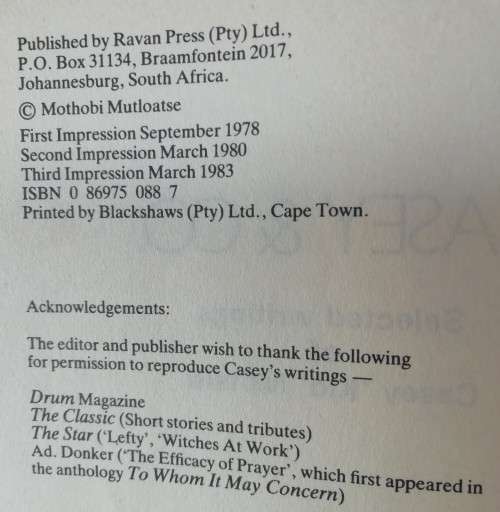 Published by Ravan Press (Pty) Ltd.,
P.O. Box 31134, Braamfontein 2017,
Johannesburg, South Africa.
© Mothobi Mutloatse
First Impression September 1978
Second Impression March 1980
Third Impression March 1983
ISBN 0 86975 088 7
Printed by Blackshaws (Pty) Ltd., Cape Town.
Acknowledgements:
The editor and publisher wish to thank the following
for permission to reproduce Casey's writings —
Drum Magazine
The Classic (Short stories and tributes)
The Star ('Lefty', 'Witches At Work')
Ad. Donker ('The Efficacy of Prayer', which first appeared in
the anthology To Whom It May Concern)